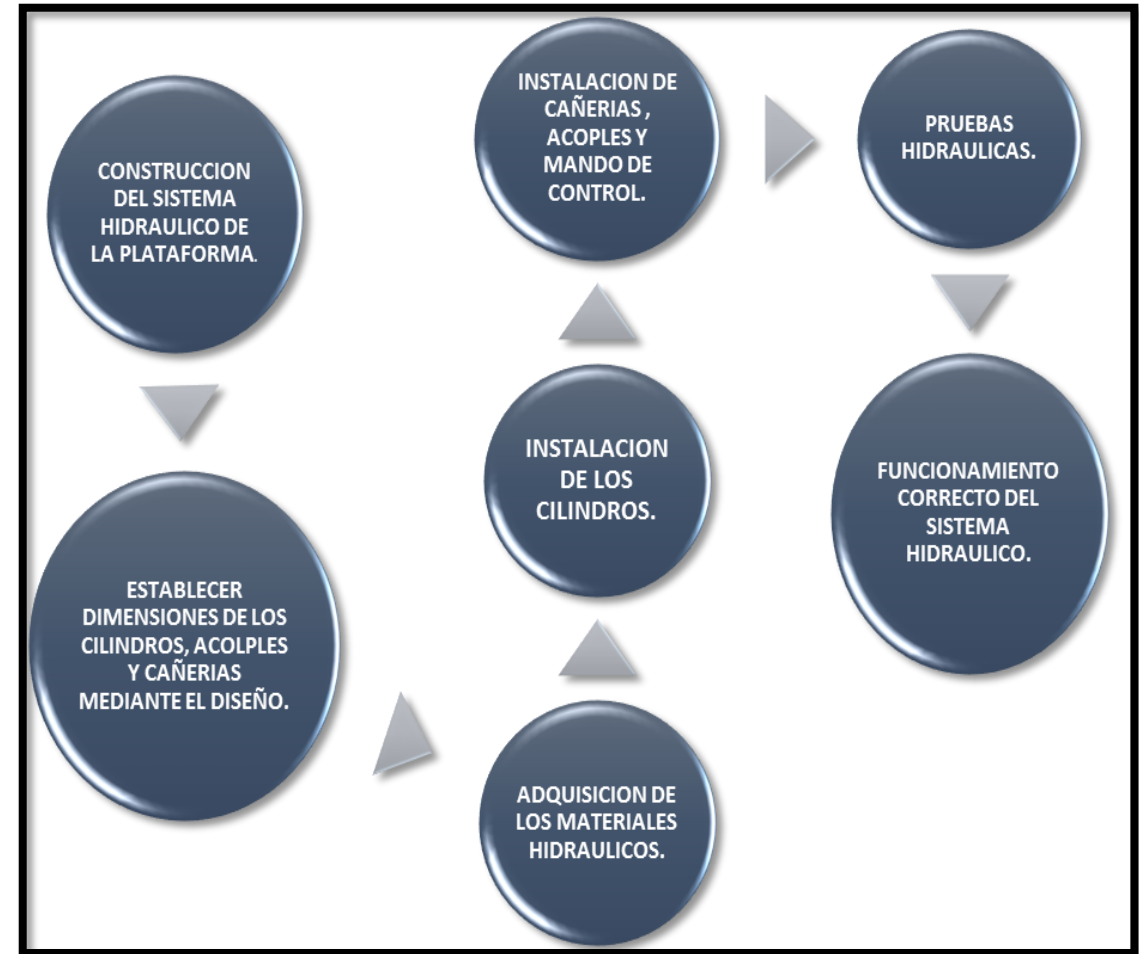 CONSTRUCCION
DEL SISTEMA
HIDRAULICO DE
LA PLATAFORMA.
ESTABLECER
DIMENSIONES DE LOS
CILINDROS, ACOLPLES
Y CAÑERIAS
MEDIANTE EL DISEÑO.
ADQUISICION DE
LOS MATERIALES
HIDRAULICOS.
INSTALACION
DE LOS
CILINDROS.
INSTALACION DE
CAÑERIAS ,
ACOPLES Y
MANDO DE
CONTROL.
PRUEBAS
HIDRAULICAS.
FUNCIONAMIENTO
CORRECTO DEL
SISTEMA
HIDRAULICO.